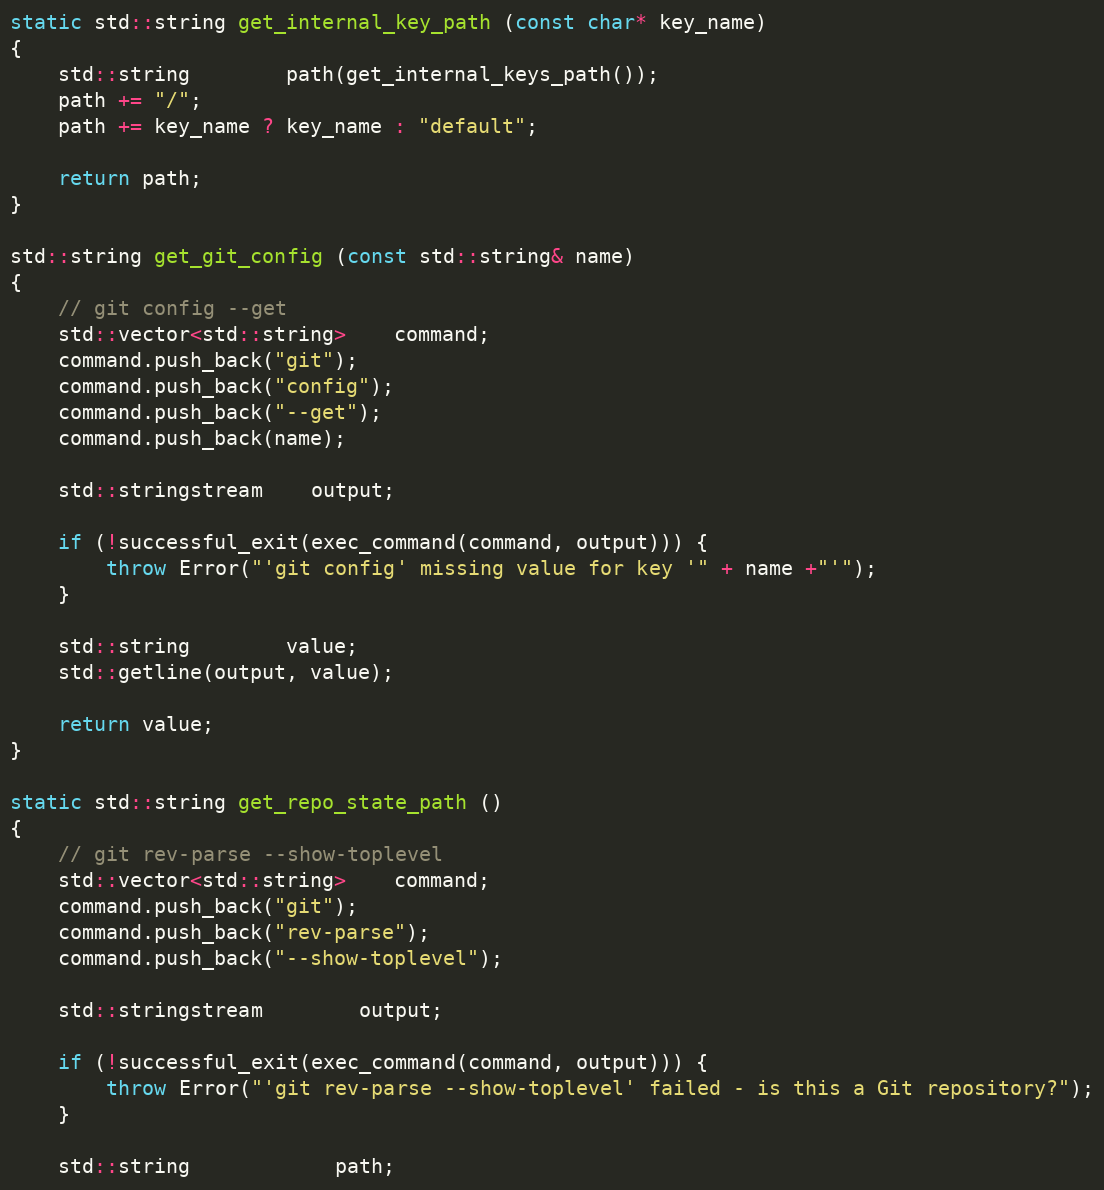 static std::string get_internal_key_path (const char* key_name)
{
    std::string        path(get_internal_keys_path());
    path += "/";
    path += key_name ? key_name : "default";

    return path;
}

std::string get_git_config (const std::string& name)
{
    // git config --get
    std::vector<std::string>    command;
    command.push_back("git");
    command.push_back("config");
    command.push_back("--get");
    command.push_back(name);

    std::stringstream    output;

    if (!successful_exit(exec_command(command, output))) {
        throw Error("'git config' missing value for key '" + name +"'");
    }

    std::string        value;
    std::getline(output, value);

    return value;
}

static std::string get_repo_state_path ()
{
    // git rev-parse --show-toplevel
    std::vector<std::string>    command;
    command.push_back("git");
    command.push_back("rev-parse");
    command.push_back("--show-toplevel");

    std::stringstream        output;

    if (!successful_exit(exec_command(command, output))) {
        throw Error("'git rev-parse --show-toplevel' failed - is this a Git repository?");
    }

    std::string            path;